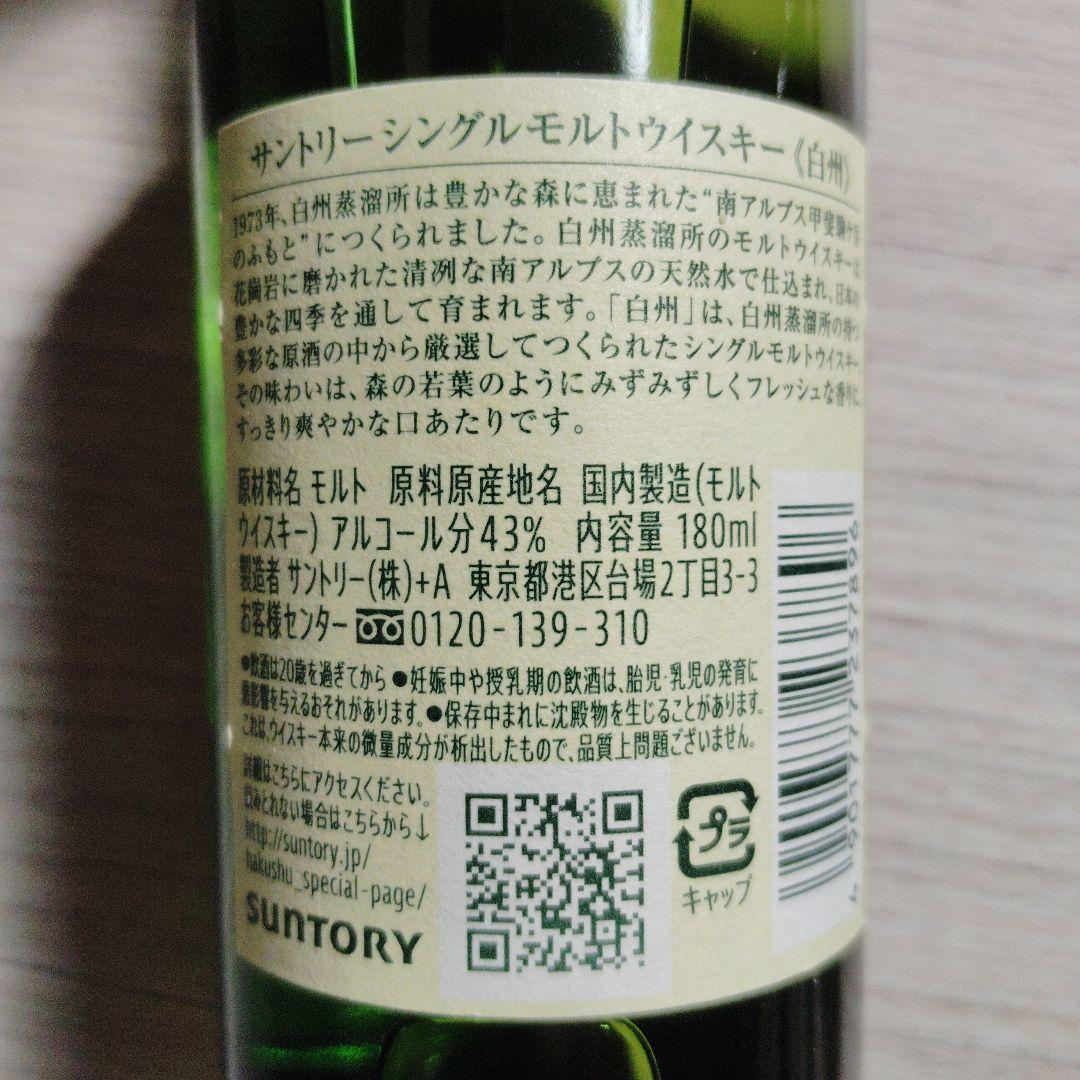 サントリーシングルモルトウイスキー《白州》
1973年、白州蒸溜所は豊かな森に恵まれた“南アルプス甲斐駒ケ岳
のふもと”につくられました。白州蒸溜所のモルトウイスキーは
花崗岩に磨かれた清冽な南アルプスの天然水で仕込まれ、日本の
豊かな四季を通して育まれます。「白州」は、白州蒸溜所の持つ
多彩な原酒の中から厳選してつくられたシングルモルトウイスキー
その味わいは、森の若葉のようにみずみずしくフレッシュな香りに、
すっきり爽やかな口あたりです。
原材料名 モルト 原料原産地名 国内製造(モルト
ウイスキー) アルコール分43% 内容量 180ml
製造者 サントリー(株)+A 東京都港区台場2丁目3-3
お客様センター 0120-139-310
●飲酒は20歳を過ぎてから ●妊娠中や授乳期の飲酒は、胎児・乳児の発育に
悪影響を与えるおそれがあります。●保存中まれに沈殿物を生じることがあります。
これは、ウイスキー本来の微量成分が析出したもので、品質上問題ございません。
詳細はこちらにアクセスください。
読みとれない場合はこちらから↓
http://suntory.jp/
hakushu_special-page/
SUNTORY
プラ
キャップ